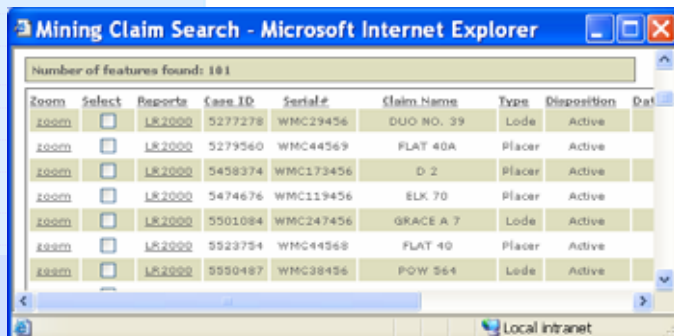 Mining Claim Search - Microsoft Internet Explorer
Number of features found: 101
Zoom Select Reports Case ID Serial# Claim Name Type Disposition Dat
zoom LR2000 5277278 WMC29456 DUO NO. 39 Lode Active
zoom LR2000 5279560 WMC44569 FLAT 40A Placer Active
zoom LR2000 5458374 WMC173456 D 2 Placer Active
zoom LR2000 5474676 WMC119456 ELK 70 Placer Active
zoom LR2000 5501084 WMC247456 GRACE A 7 Lode Active
zoom LR2000 5523754 WMC44568 FLAT 40 Placer Active
zoom LR2000 5550487 WMC38456 POW 564 Lode Active
Local intranet